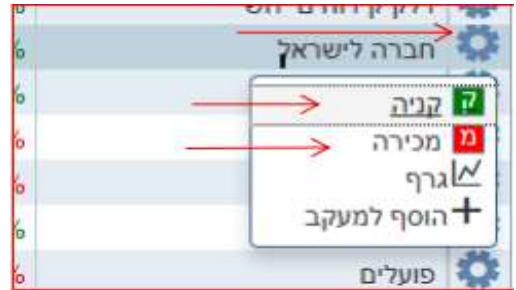 חברה לישראל
ק קניה
מ מכירה
גרף
הוסף למעקב
פועלים
%
%
%
%
%
%